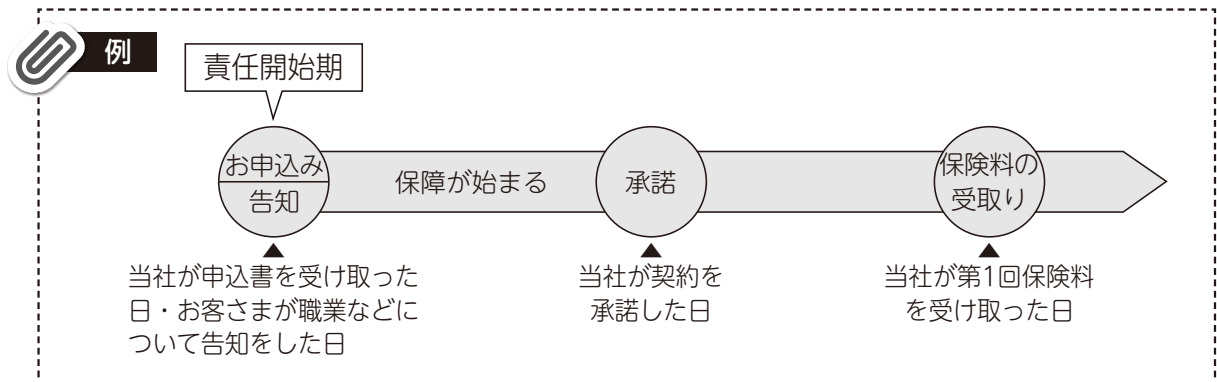 例
責任開始期
お申込み
告知
保障が始まる
承諾
保険料の
受取り
当社が申込書を受け取った
日・お客さまが職業などに
ついて告知をした日
当社が契約を
承諾した日
当社が第1回保険料
を受け取った日